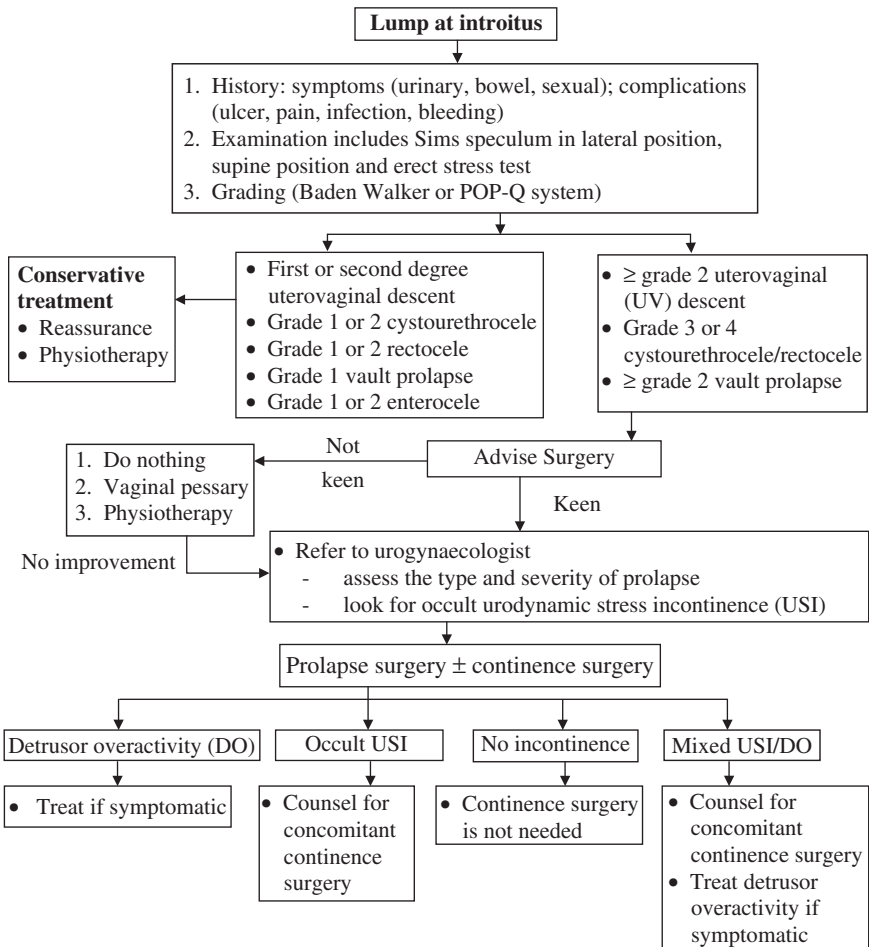 Lump at introitus
1. History: symptoms (urinary, bowel, sexual); complications
(ulcer, pain, infection, bleeding)
2. Examination includes Sims speculum in lateral position,
supine position and erect stress test
3. Grading (Baden Walker or POP-Q system)
Conservative
treatment
• Reassurance
• Physiotherapy
• First or second degree
uterovaginal descent
• Grade 1 or 2 cystourethrocele
• Grade 1 or 2 rectocele
• Grade 1 vault prolapse
• Grade 1 or 2 enterocele
• ≥ grade 2 uterovaginal
(UV) descent
• Grade 3 or 4
cystourethrocele/rectocele
• ≥ grade 2 vault prolapse
Advise Surgery
Not
keen
1. Do nothing
2. Vaginal pessary
3. Physiotherapy
Keen
No improvement
• Refer to urogynaecologist
- assess the type and severity of prolapse
- look for occult urodynamic stress incontinence (USI)
Prolapse surgery ± continence surgery
Detrusor overactivity (DO)
• Treat if symptomatic
Occult USI
• Counsel for
concomitant
continence
surgery
No incontinence
• Continence surgery
is not needed
Mixed USI/DO
• Counsel for
concomitant
continence surgery
• Treat detrusor
overactivity if
symptomatic